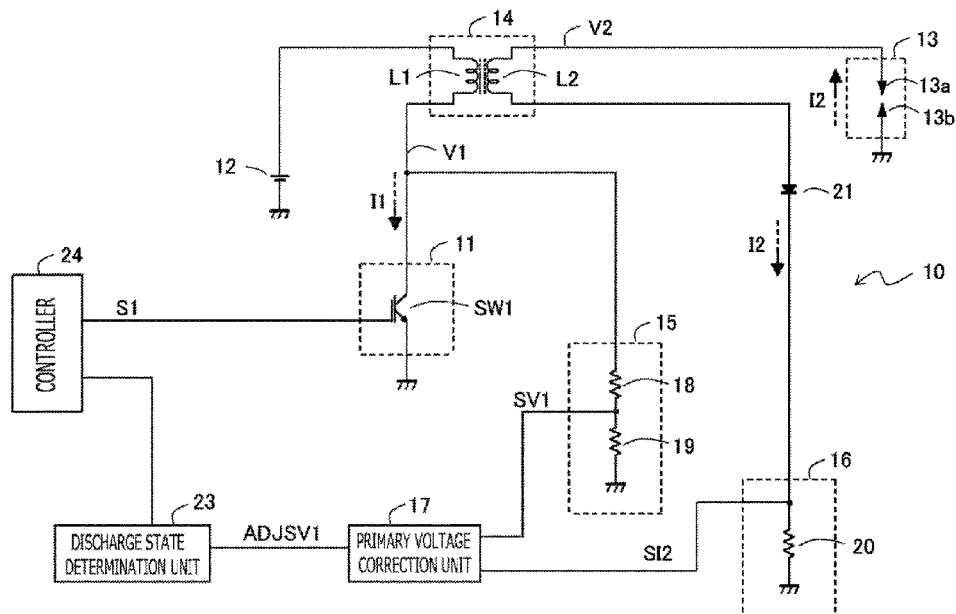 14
V2
13
L1
L2
13a
I2
13b
V1
12
I1
21
11
I2
24
10
S1
SW1
CONTROLLER
15
18
SV1
19
16
23
17
ADJSV1
DISCHARGE STATE
DETERMINATION UNIT
PRIMARY VOLTAGE
CORRECTION UNIT
SI2
20